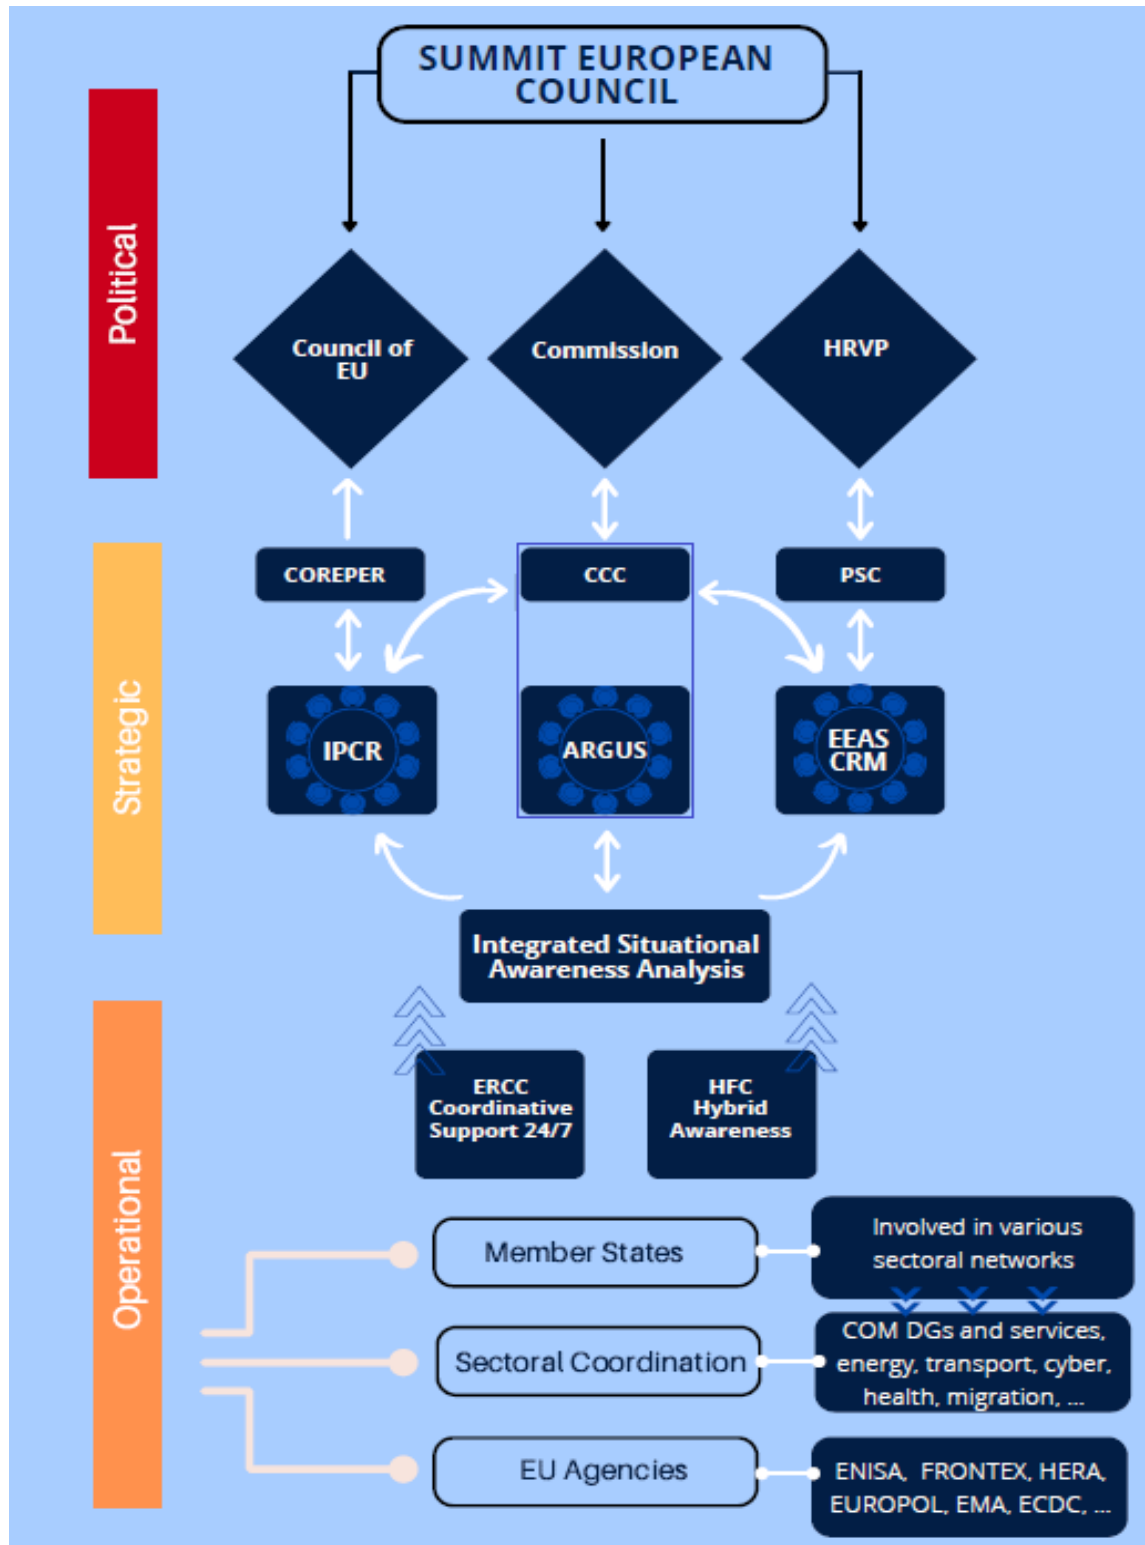 SUMMIT EUROPEAN
COUNCIL
Political
Council of
EU
Commission
HRVP
Strategic
COREPER
CCC
PSC
IPCR
ARGUS
EEAS
CRM
Integrated Situational
Awareness Analysis
Operational
ERCC
Coordinative
Support 24/7
HFC
Hybrid
Awareness
Member States
Involved in various
sectoral networks
Sectoral Coordination
COM DGs and services,
energy, transport, cyber,
health, migration, ...
EU Agencies
ENISA, FRONTEX, HERA,
EUROPOL, EMA, ECDC, ...